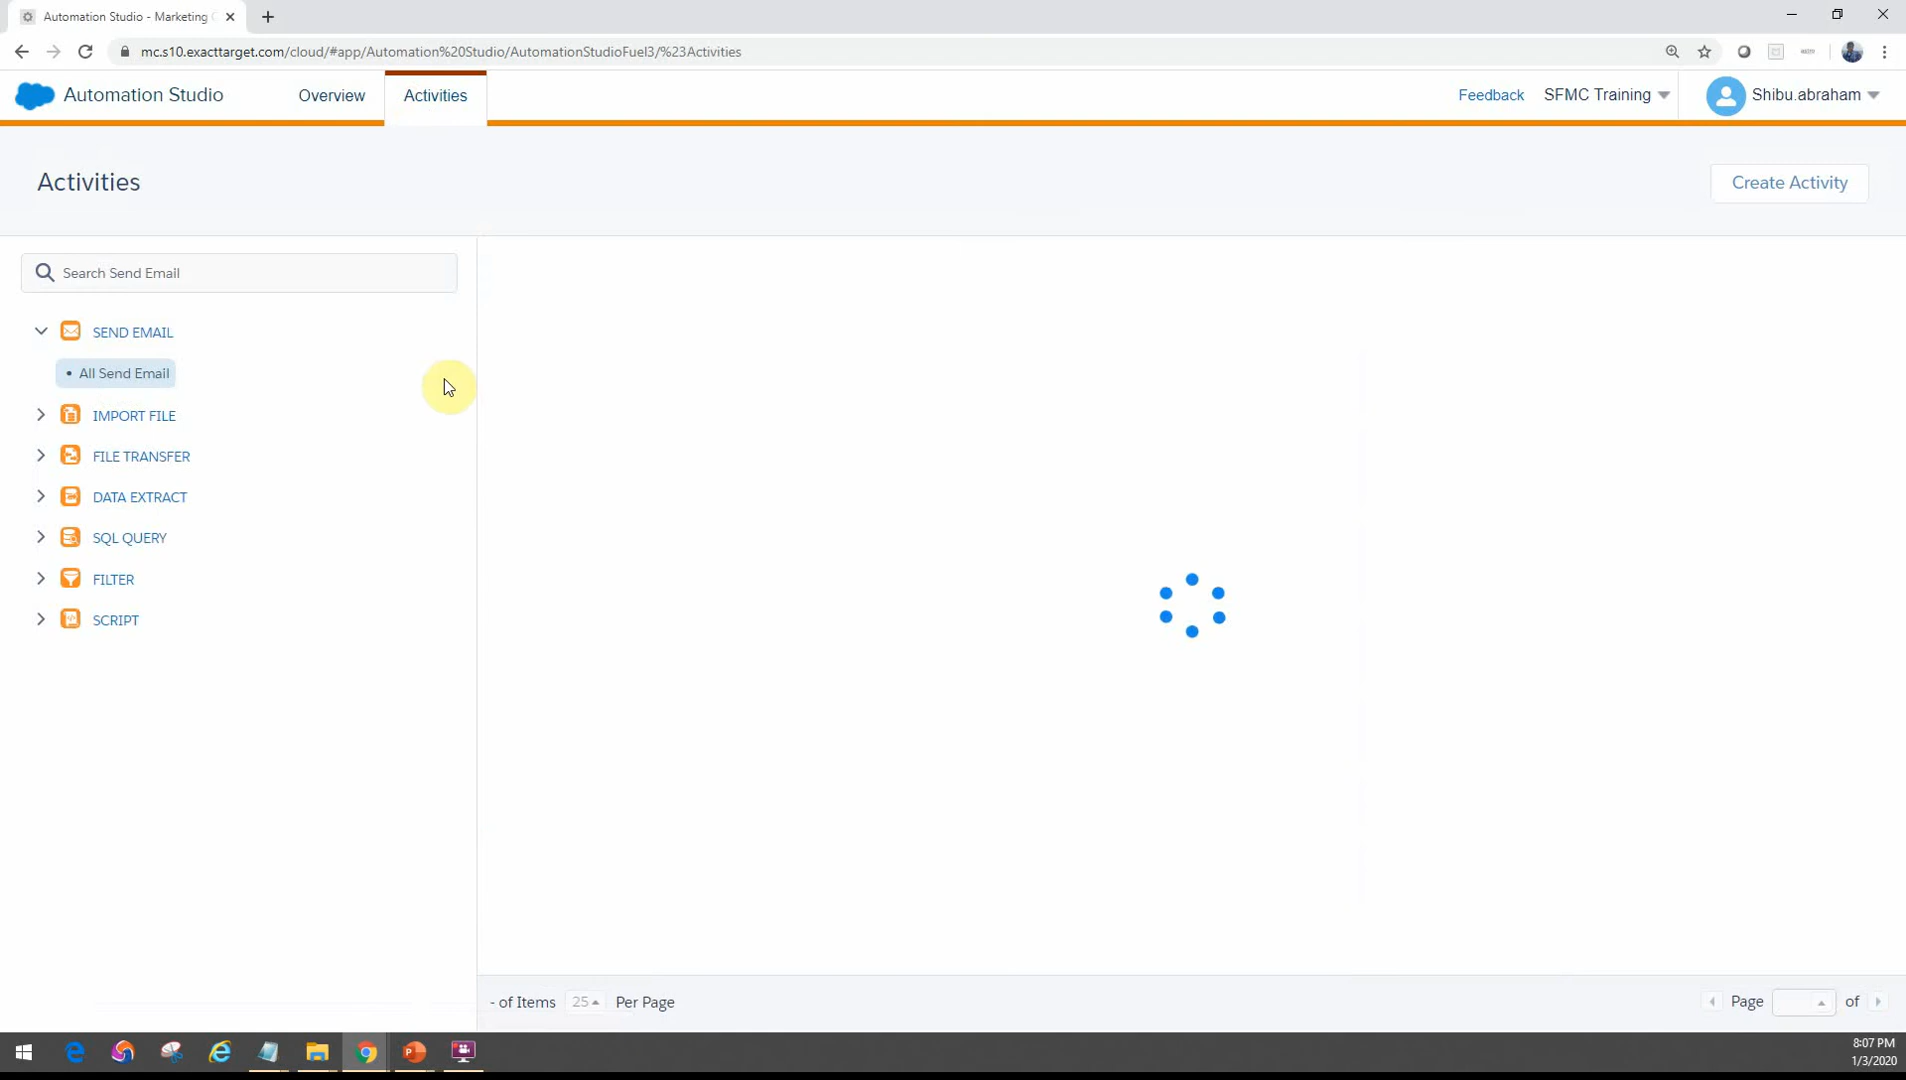 Automation Studio - Marketing C
mc.s10.exacttarget.com/cloud/#app/Automation%20Studio/AutomationStudioFuel3/%23Activities
Automation Studio
Overview
Activities
Feedback
SFMC Training
Shibu.abraham
Activities
Create Activity
Search Send Email
SEND EMAIL
• All Send Email
IMPORT FILE
FILE TRANSFER
DATA EXTRACT
SQL QUERY
FILTER
SCRIPT
- of Items 25 Per Page
Page of
8:07 PM
1/3/2020